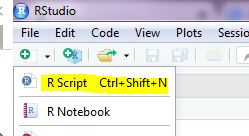 RStudio
File Edit Code View Plots Sessio
R Script Ctrl+Shift+N
R Notebook